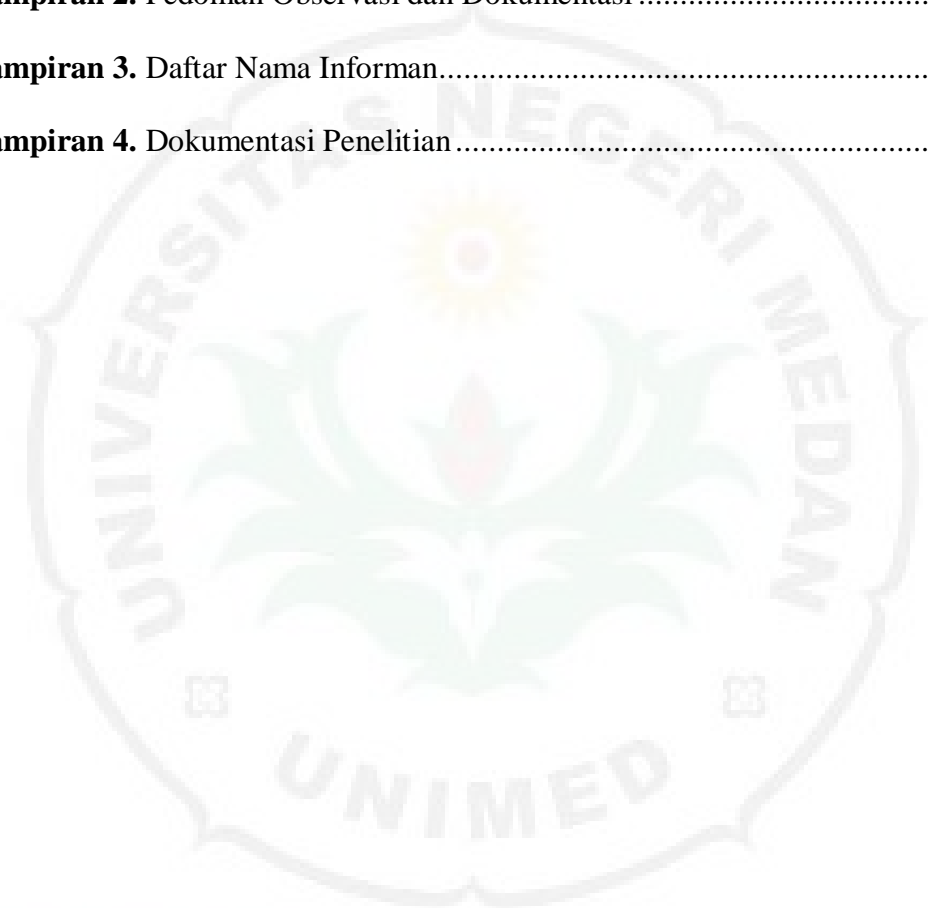 ampiran 2. Pedoman Observasi dan Dokumentasi ....................................
ampiran 3. Daftar Nama Informan............................................................
ampiran 4. Dokumentasi Penelitian ..........................................................
UNIVERSITAS NEGERI MEDAN
UNIMED